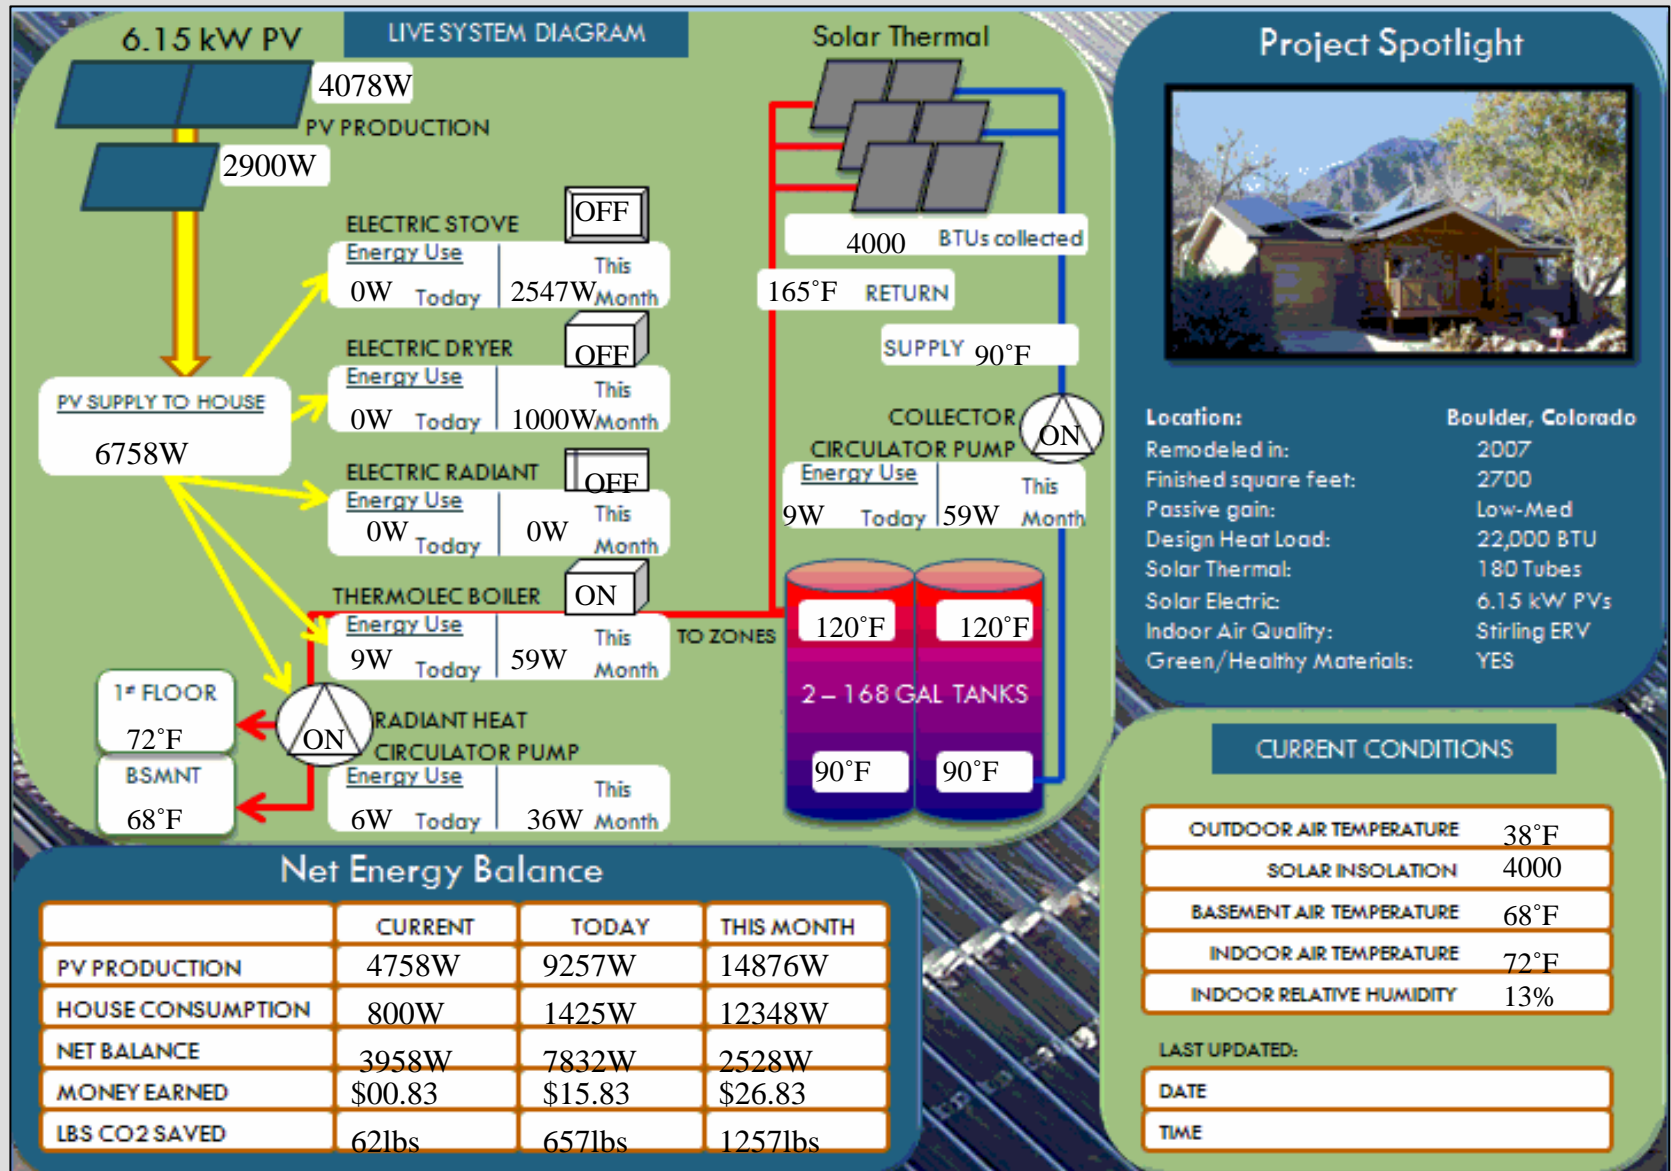 LIVE SYSTEM DIAGRAM
6.15 kW PV
4078W
PV PRODUCTION
2900W
PV SUPPLY TO HOUSE
6758W
ELECTRIC STOVE
OFF
Energy Use
This
0W Today 2547W Month
ELECTRIC DRYER
OFF
Energy Use
This
0W Today 1000W Month
ELECTRIC RADIANT
OFF
Energy Use
This
0W Today 0W Month
THERMOLEC BOILER
ON
Energy Use
This
9W Today 59W Month
TO ZONES
1st FLOOR
72°F
BSMNT
68°F
ON
RADIANT HEAT
CIRCULATOR PUMP
Energy Use
This
6W Today 36W Month
Solar Thermal
4000 BTUs collected
165°F RETURN
SUPPLY 90°F
COLLECTOR
CIRCULATOR PUMP
ON
Energy Use
This
9W Today 59W Month
120°F 120°F
2 – 168 GAL TANKS
90°F 90°F
Project Spotlight
Location: Boulder, Colorado
Remodeled in: 2007
Finished square feet: 2700
Passive gain: Low-Med
Design Heat Load: 22,000 BTU
Solar Thermal: 180 Tubes
Solar Electric: 6.15 kW PVs
Indoor Air Quality: Stirling ERV
Green/Healthy Materials: YES
Net Energy Balance
CURRENT TODAY THIS MONTH
PV PRODUCTION 4758W 9257W 14876W
HOUSE CONSUMPTION 800W 1425W 12348W
NET BALANCE 3958W 7832W 2528W
MONEY EARNED $00.83 $15.83 $26.83
LBS CO2 SAVED 62lbs 657lbs 1257lbs
CURRENT CONDITIONS
OUTDOOR AIR TEMPERATURE 38°F
SOLAR INSOLATION 4000
BASEMENT AIR TEMPERATURE 68°F
INDOOR AIR TEMPERATURE 72°F
INDOOR RELATIVE HUMIDITY 13%
LAST UPDATED:
DATE
TIME